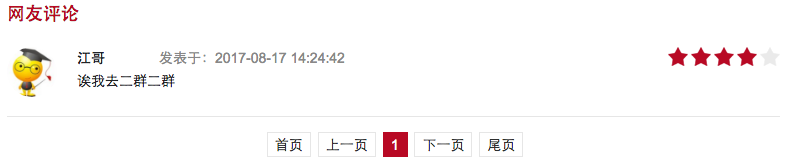 网友评论
江哥 发表于：2017-08-17 14:24:42
诶我去二群二群
首页 上一页 1 下一页 尾页